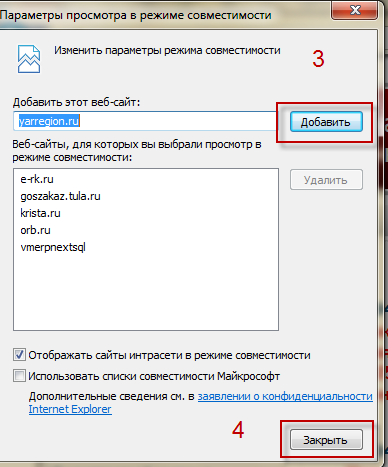 Параметры просмотра в режиме совместимости
Изменить параметры режима совместимости
3
Добавить этот веб-сайт:
yarregion.ru
Добавить
Веб-сайты, для которых вы выбрали просмотр в
режиме совместимости:
e-rk.ru
goszakaz.tula.ru
krista.ru
orb.ru
vmerpnextsql
Удалить
Отображать сайты интрасети в режиме совместимости
Использовать списки совместимости Майкрософт
Дополнительные сведения см. в заявлении о конфиденциальности
Internet Explorer
4
Закрыть